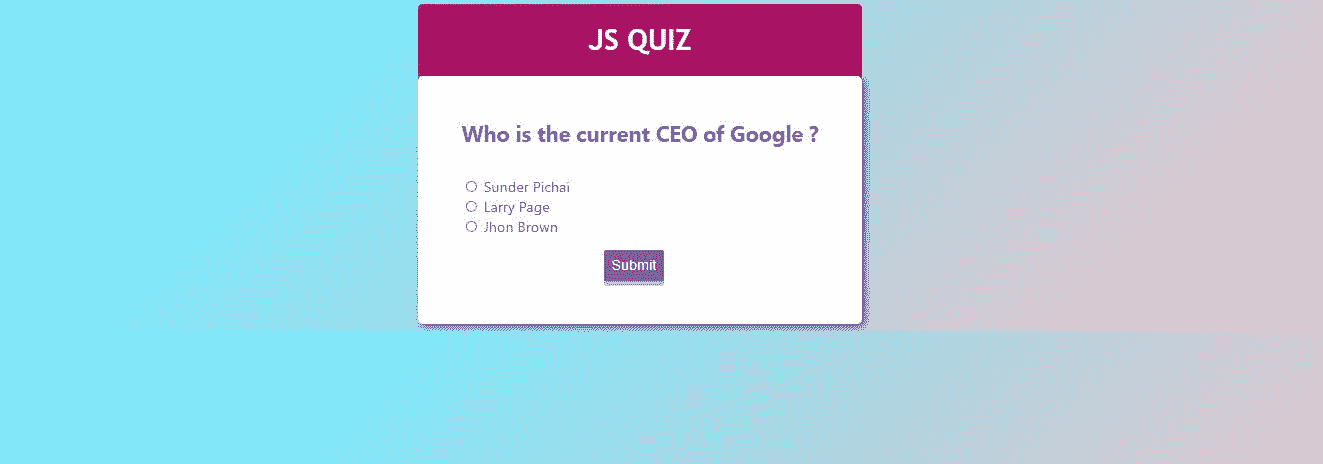 JS QUIZ
Who is the current CEO of Google ?
Sunder Pichai
Larry Page
Jhon Brown
Submit